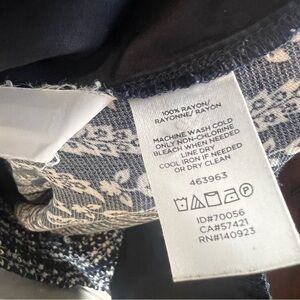 100% RAYON/
RAYONNE/ RAYÓN
MACHINE WASH COLD
ONLY NON-CHLORINE
BLEACH WHEN NEEDED
LINE DRY
COOL IRON IF NEEDED
OR DRY CLEAN
463963
ID#70056
CA#57421
RN#140923